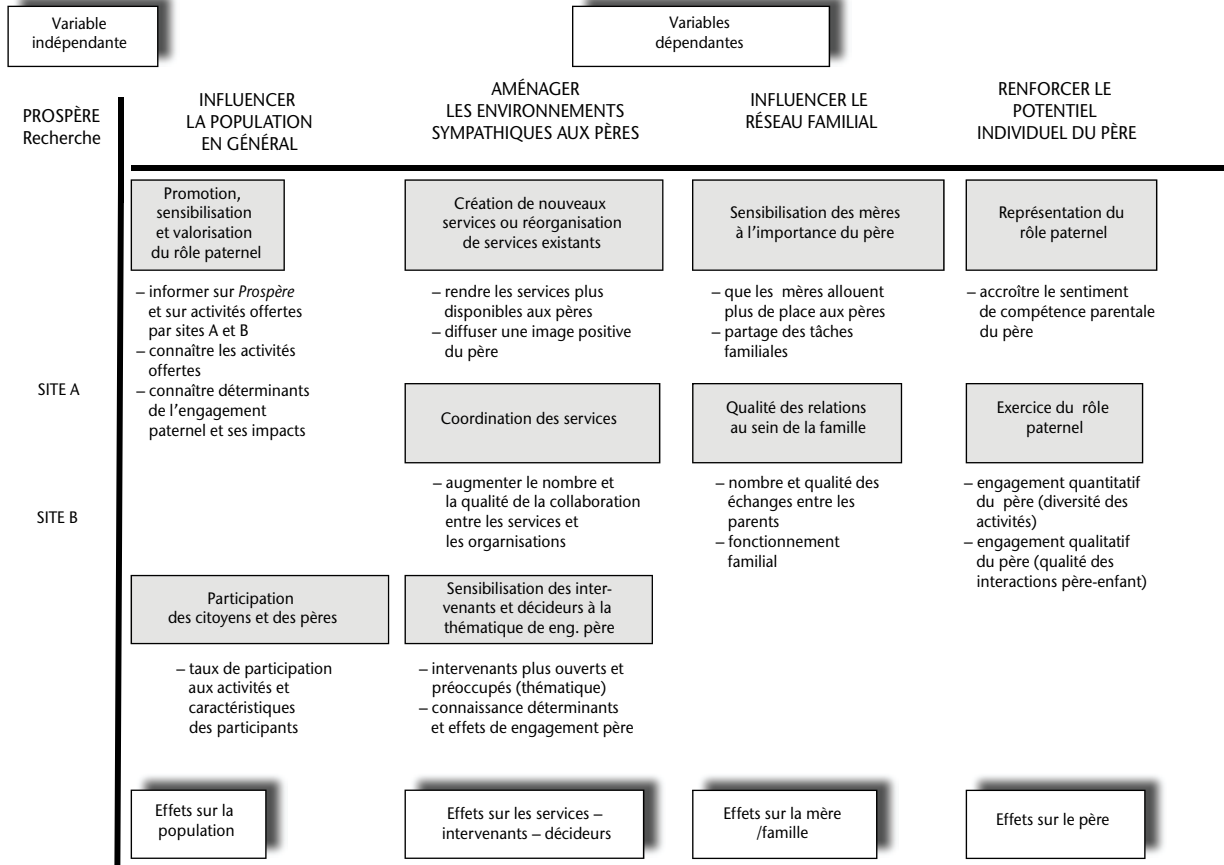 Variable
indépendante
Variables
dépendantes
PROSPÈRE
Recherche
INFLUENCER
LA POPULATION
EN GÉNÉRAL
AMÉNAGER
LES ENVIRONNEMENTS
SYMPATHIQUES AUX PÈRES
INFLUENCER LE
RÉSEAU FAMILIAL
RENFORCER LE
POTENTIEL
INDIVIDUEL DU PÈRE
SITE A
SITE B
Promotion,
sensibilisation
et valorisation
du rôle paternel
– informer sur Prospère
et sur activités offertes
par sites A et B
– connaître les activités
offertes
– connaître déterminants
de l’engagement
paternel et ses impacts
Participation
des citoyens et des pères
– taux de participation
aux activités et
caractéristiques
des participants
Effets sur la
population
Création de nouveaux
services ou réorganisation
de services existants
– rendre les services plus
disponibles aux pères
– diffuser une image positive
du père
Coordination des services
– augmenter le nombre et
la qualité de la collaboration
entre les services et
les orgarnisations
Sensibilisation des inter-
venants et décideurs à la
thématique de eng. père
– intervenants plus ouverts et
préoccupés (thématique)
– connaissance déterminants
et effets de engagement père
Effets sur les services –
intervenants – décideurs
Sensibilisation des mères
à l’importance du père
– que les mères allouent
plus de place aux pères
– partage des tâches
familiales
Qualité des relations
au sein de la famille
– nombre et qualité des
échanges entre les
parents
– fonctionnement
familial
Effets sur la mère
/famille
Représentation du
rôle paternel
– accroître le sentiment
de compétence parentale
du père
Exercice du rôle
paternel
– engagement quantitatif
du père (diversité des
activités)
– engagement qualitatif
du père (qualité des
interactions père-enfant)
Effets sur le père